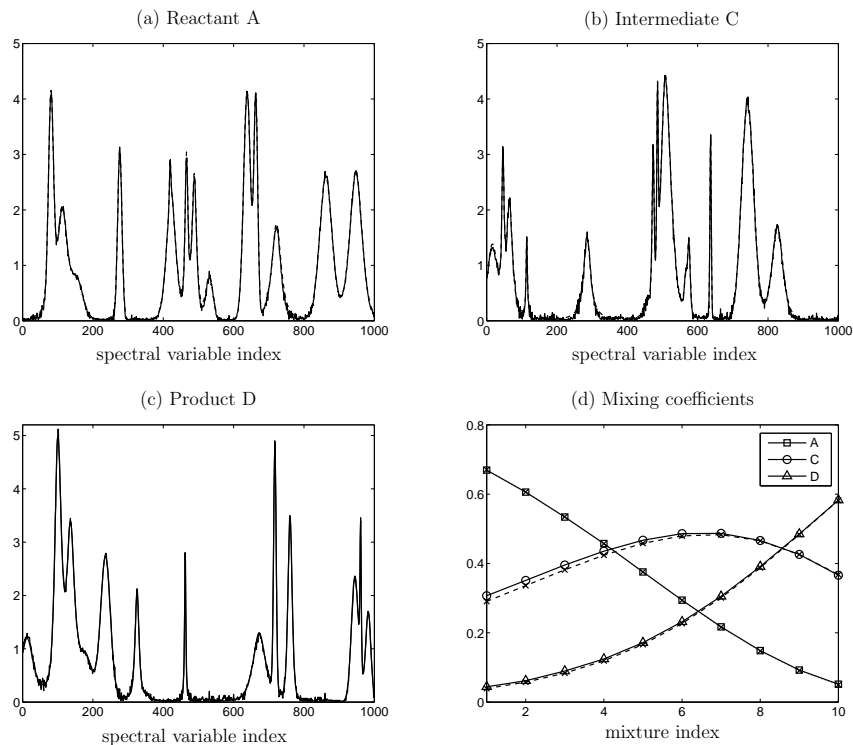 (a) Reactant A
5
4
3
2
1
0
0 200 400 600 800 1000
spectral variable index
(b) Intermediate C
5
4
3
2
1
0
0 200 400 600 800 1000
spectral variable index
(c) Product D
5
4
3
2
1
0
0 200 400 600 800 1000
spectral variable index
(d) Mixing coefficients
0.8
0.6
0.4
0.2
0
2 4 6 8 10
mixture index
A
C
D